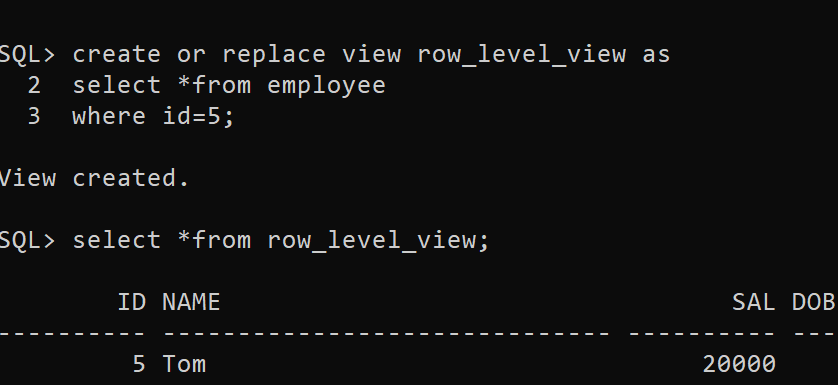 SQL> create or replace view row_level_view as
2 select *from employee
3 where id=5;
View created.
SQL> select *from row_level_view;
ID NAME SAL DOB
---------- ------------------------------ ---------- ---
5 Tom 20000